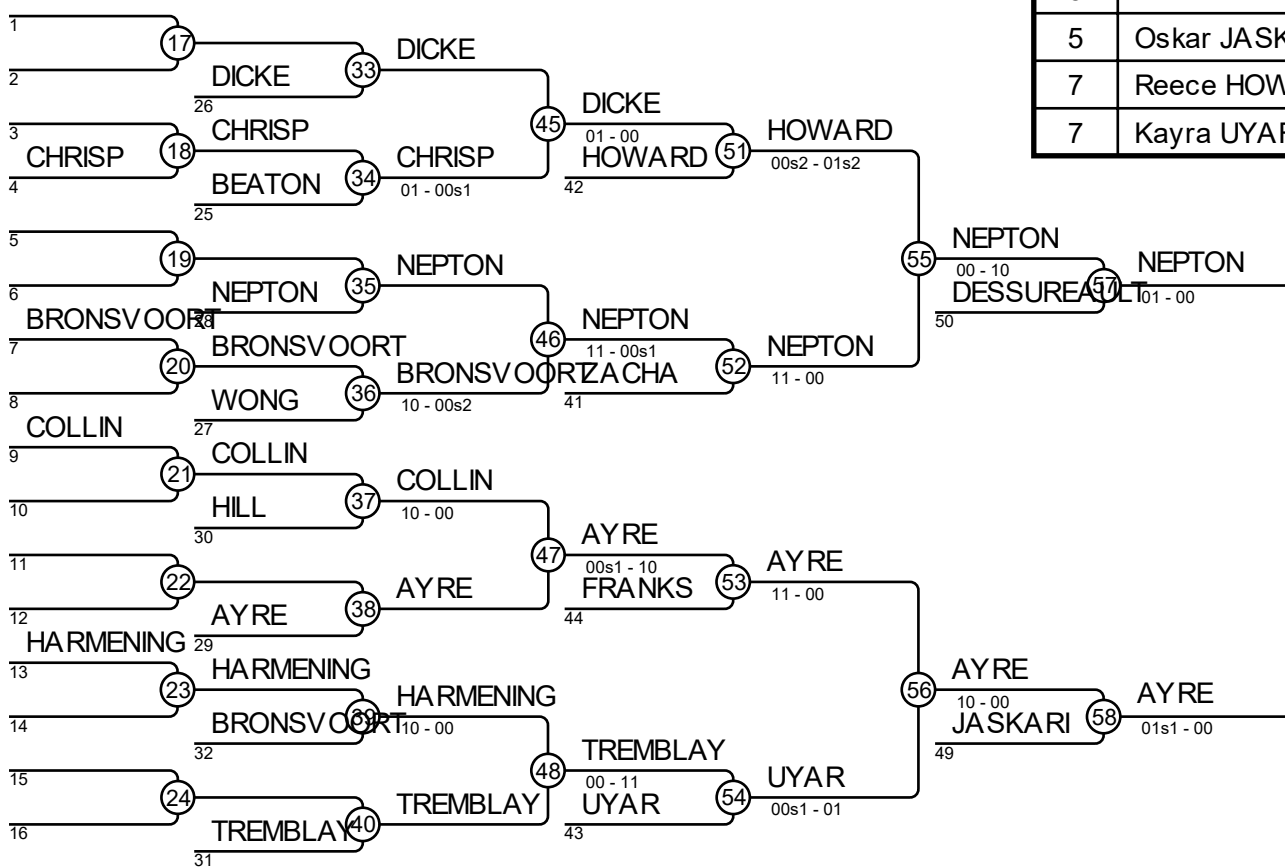 1
17
DICKE
2
DICKE
33
26
DICKE
3
CHRISP
45
01 - 00
HOWARD
CHRISP
18
CHRISP
HOWARD
51
00s2 - 01s2
4
BEATON
34
01 - 00s1
42
25
5
NEPTON
19
NEPTON
55
00 - 10
NEPTON
6
NEPTON
35
DESSUREAULT
57
01 - 00
28
50
BRONSVOORT
NEPTON
7
BRONSVOORT
46
11 - 00s1
NEPTON
20
BRONSVOORT
ZACHA
52
11 - 00
8
WONG
36
10 - 00s2
41
27
COLLIN
9
COLLIN
21
COLLIN
10
HILL
37
10 - 00
30
AYRE
11
47
00s1 - 10
AYRE
22
AYRE
FRANKS
53
11 - 00
12
AYRE
38
44
29
HARMENING
13
HARMENING
AYRE
23
HARMENING
56
10 - 00
AYRE
14
BRONSVOORT
39
10 - 00
JASKARI
58
01s1 - 00
32
49
TREMBLAY
15
48
00 - 11
UYAR
24
TREMBLAY
UYAR
54
00s1 - 01
16
TREMBLAY
40
43
31
5 Oskar JASK
7 Reece HOW
7 Kayra UYAR